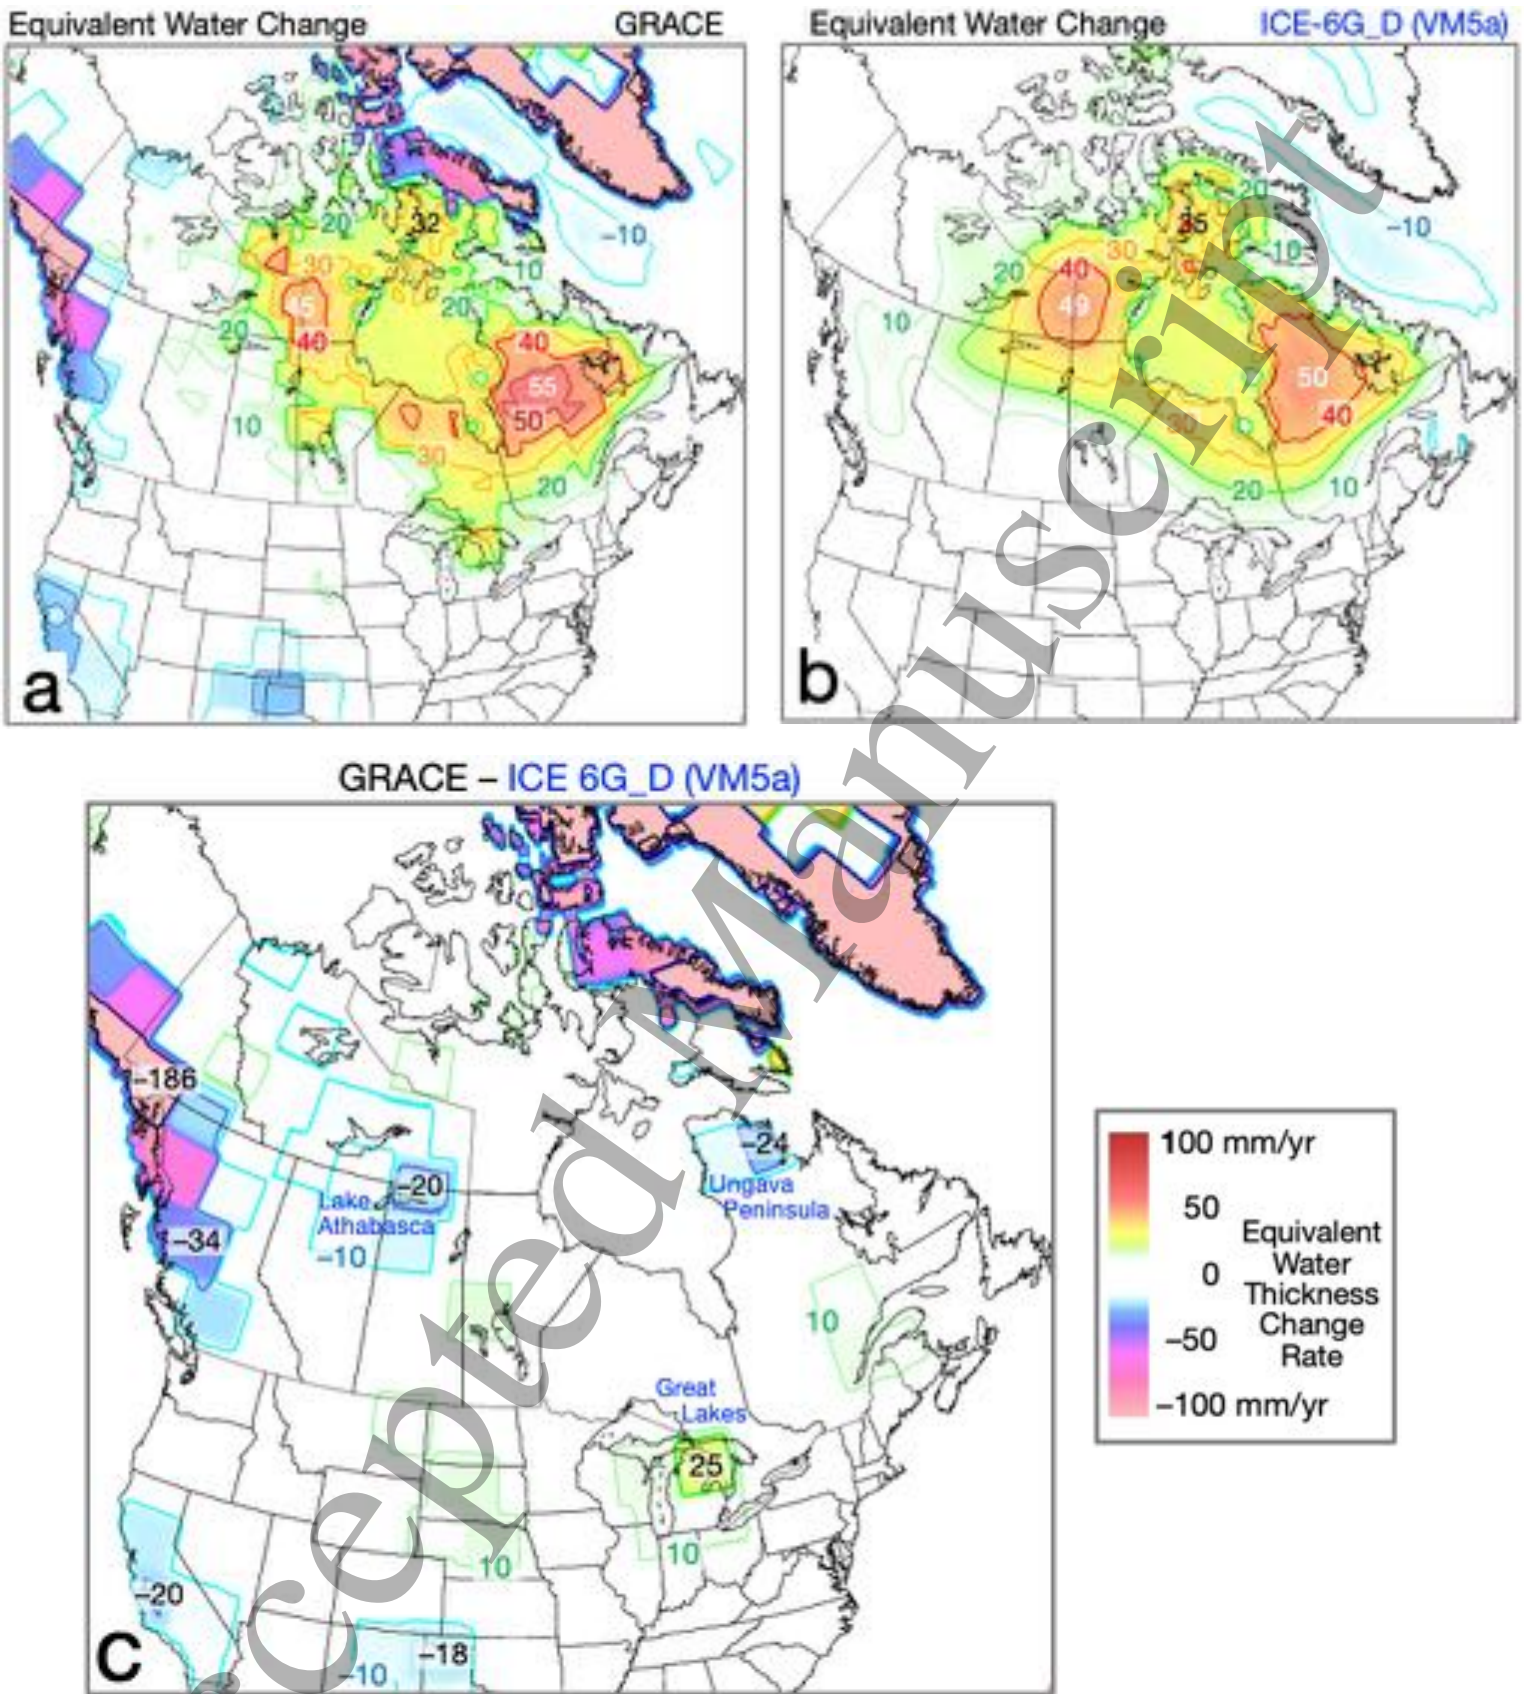 Equivalent Water Change GRACE
20
32
-10
30
10
45
20
20
40
40
55
50
10
30
20
a
Equivalent Water Change ICE-6G_D (VM5a)
20
35
-10
30
10
20
40
49
10
50
40
30
20
10
b
GRACE – ICE 6G_D (VM5a)
-186
-24
-20
Ungava
Peninsula
Lake
Athabasca
-34
-10
10
Great
Lakes
25
10
10
-20
-18
-10
c
100 mm/yr
50
0
-50
-100 mm/yr
Equivalent
Water
Thickness
Change
Rate
Accepted Manuscript